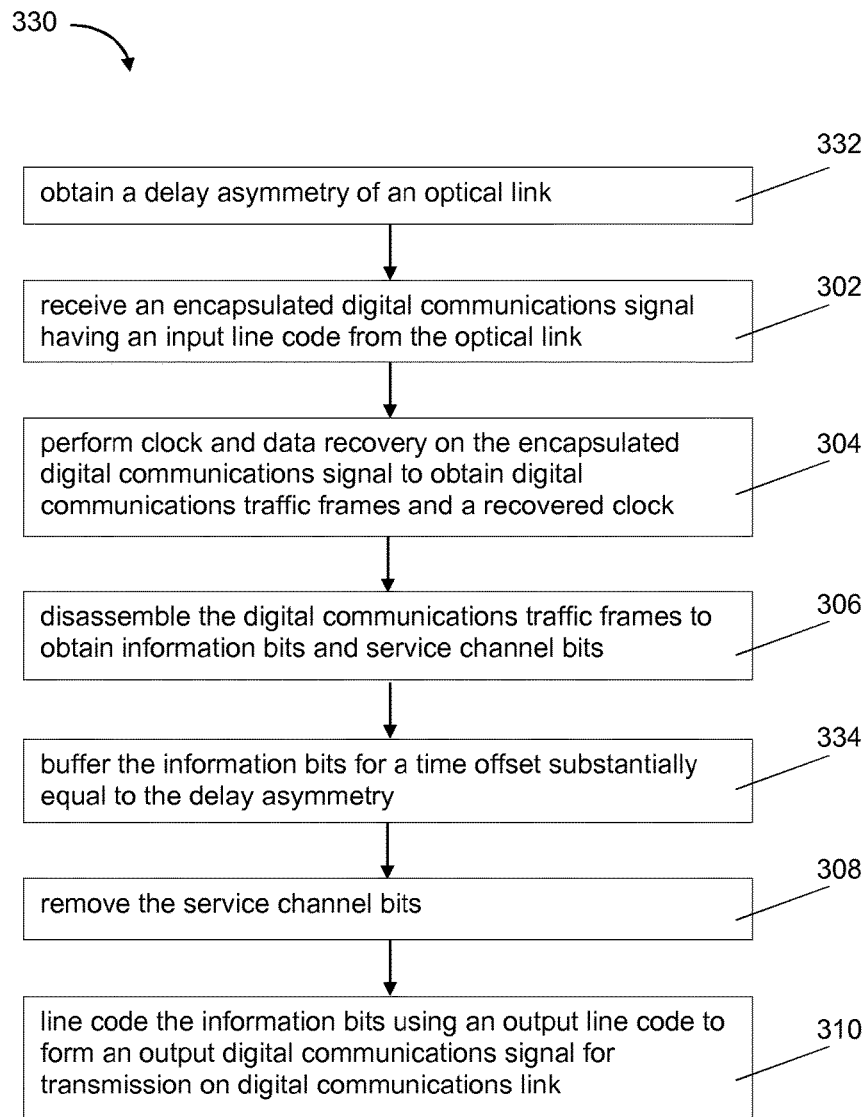 330
332
obtain a delay asymmetry of an optical link
302
receive an encapsulated digital communications signal
having an input line code from the optical link
304
perform clock and data recovery on the encapsulated
digital communications signal to obtain digital
communications traffic frames and a recovered clock
306
disassemble the digital communications traffic frames to
obtain information bits and service channel bits
334
buffer the information bits for a time offset substantially
equal to the delay asymmetry
308
remove the service channel bits
310
line code the information bits using an output line code to
form an output digital communications signal for
transmission on digital communications link